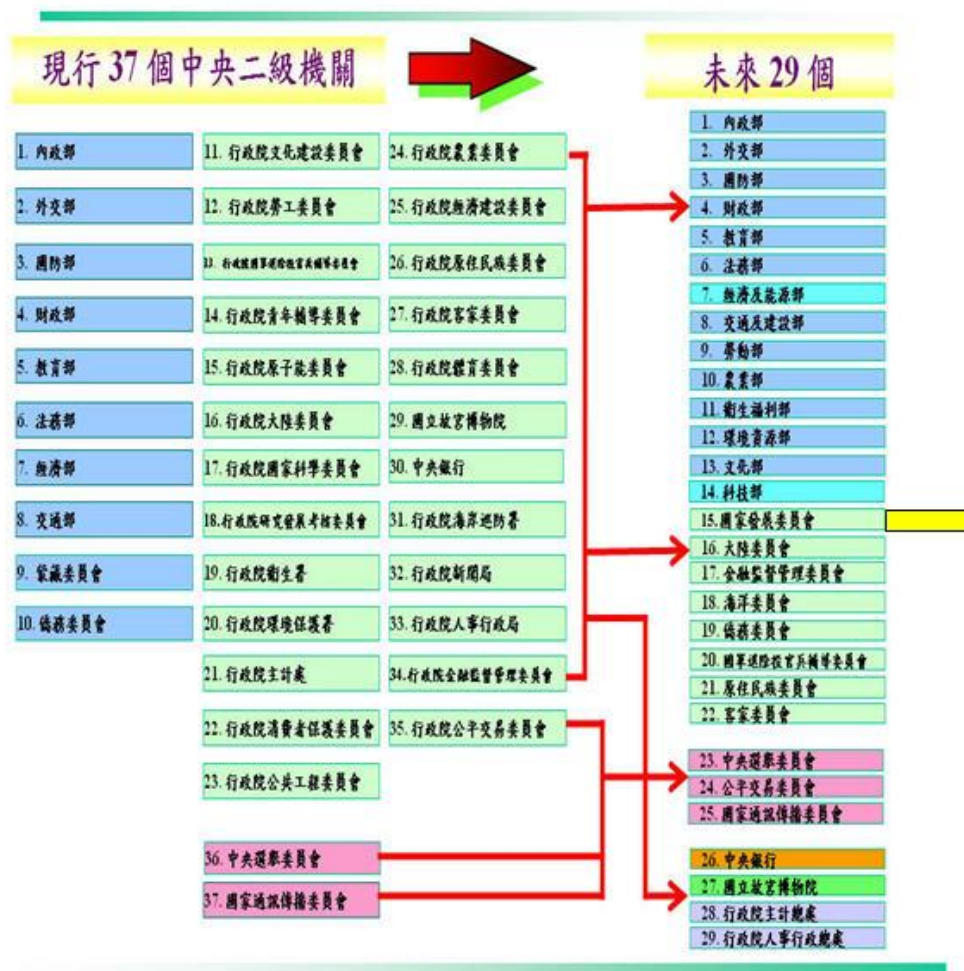 現行 37 個中央二級機關
未來 29 個
1. 內政部
2. 外交部
3. 國防部
4. 財政部
5. 教育部
6. 法務部
7. 經濟部
8. 交通部
9. 蒙藏委員會
10. 僑務委員會
11. 行政院文化建設委員會
12. 行政院勞工委員會
13. 行政院國軍退除役官兵輔導委員會
14. 行政院青年輔導委員會
15. 行政院原子能委員會
16. 行政院大陸委員會
17. 行政院國家科學委員會
18.行政院研究發展考核委員會
19. 行政院衛生署
20. 行政院環境保護署
21. 行政院主計處
22. 行政院消費者保護委員會
23. 行政院公共工程委員會
24. 行政院農業委員會
25. 行政院經濟建設委員會
26. 行政院原住民族委員會
27. 行政院客家委員會
28. 行政院體育委員會
29. 國立故宮博物院
30. 中央銀行
31. 行政院海岸巡防署
32. 行政院新聞局
33. 行政院人事行政局
34.行政院金融監督管理委員會
35. 行政院公平交易委員會
36. 中央選舉委員會
37. 國家通訊傳播委員會
1. 內政部
2. 外交部
3. 國防部
4. 財政部
5. 教育部
6. 法務部
7. 經濟及能源部
8. 交通及建設部
9. 勞動部
10. 農業部
11. 衛生福利部
12. 環境資源部
13. 文化部
14. 科技部
15.國家發展委員會
16. 大陸委員會
17. 金融監督管理委員會
18. 海洋委員會
19. 僑務委員會
20. 國軍退除役官兵輔導委員會
21. 原住民族委員會
22. 客家委員會
23. 中央選舉委員會
24. 公平交易委員會
25. 國家通訊傳播委員會
26. 中央銀行
27. 國立故宮博物院
28. 行政院主計總處
29. 行政院人事行政總處